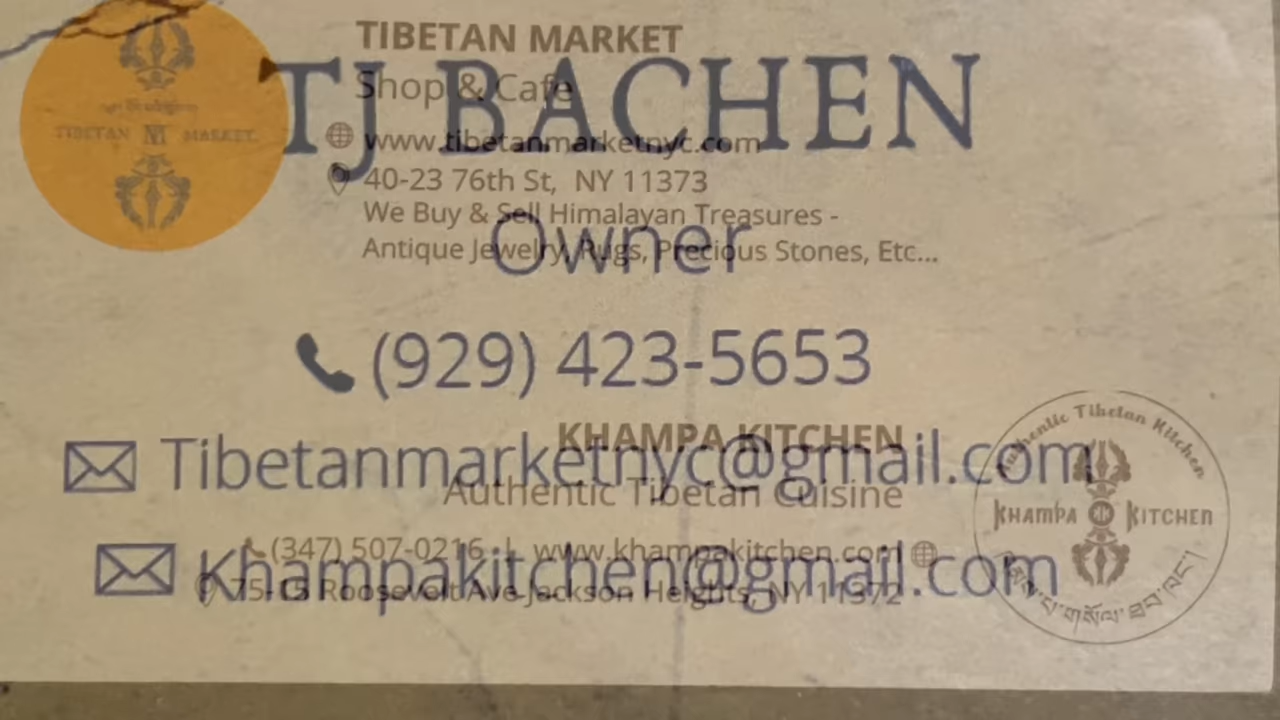 TIBETAN MARKET
TJ BACHEN
Shop & Cafe
www.tibetanmarketnyc.com
TIBETAN MARKET
40-23 76th St, NY 11373
We Buy & Sell Himalayan Treasures -
Owner
Antique Jewelry, Rugs, Precious Stones, Etc...
(929) 423-5653
KHAMPA KITCHEN
Tibetanmarketnyc@gmail.com
Authentic Tibetan Cuisine
Authentic Tibetan Kitchen
KHAMPA KITCHEN
(347) 507-0216 | www.khampakitchen.com
Khampakitchen@gmail.com
75-15 Roosevelt Ave Jackson Heights, NY 11372